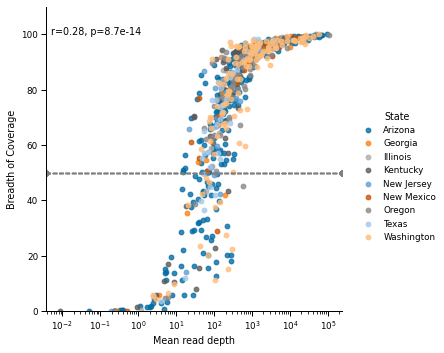 r=0.28, p=8.7e-14
100
80
60
40
20
0
Breadth of Coverage
10⁻² 10⁻¹ 10⁰ 10¹ 10² 10³ 10⁴ 10⁵
Mean read depth
State
Arizona
Georgia
Illinois
Kentucky
New Jersey
New Mexico
Oregon
Texas
Washington